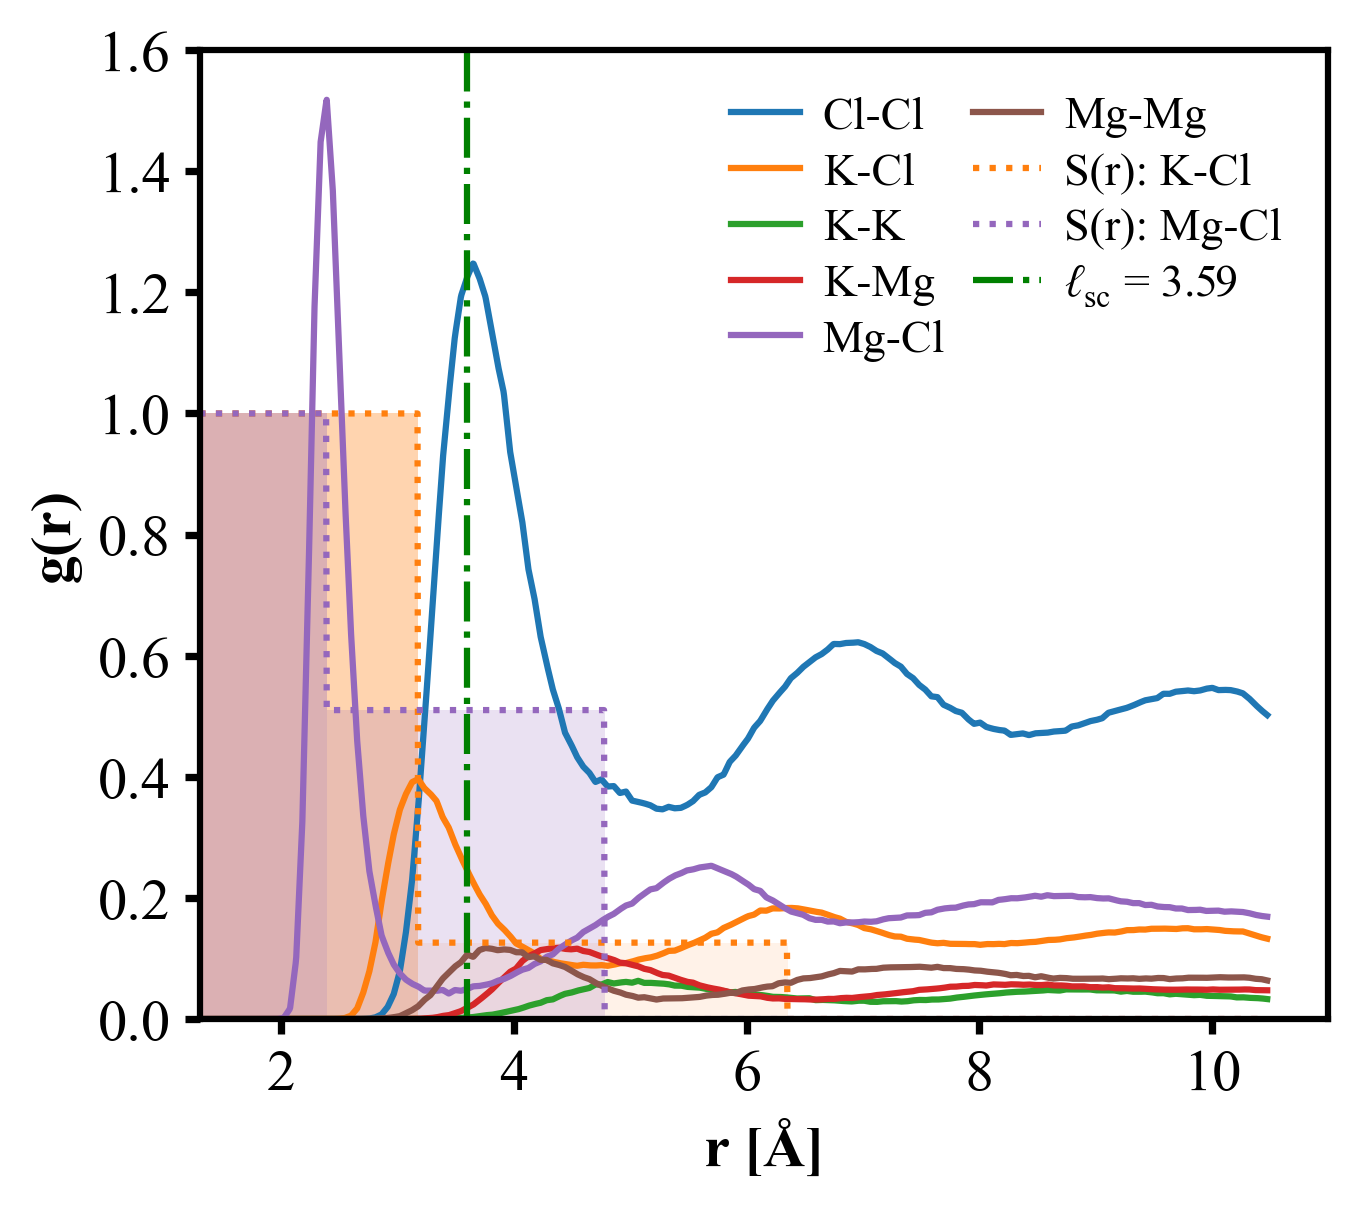 1.6
1.4
1.2
1.0
0.8
0.6
0.4
0.2
0.0
g(r)
Cl-Cl
K-Cl
K-K
K-Mg
Mg-Cl
Mg-Mg
S(r): K-Cl
S(r): Mg-Cl
ℓsc = 3.59
2 4 6 8 10
r [Å]